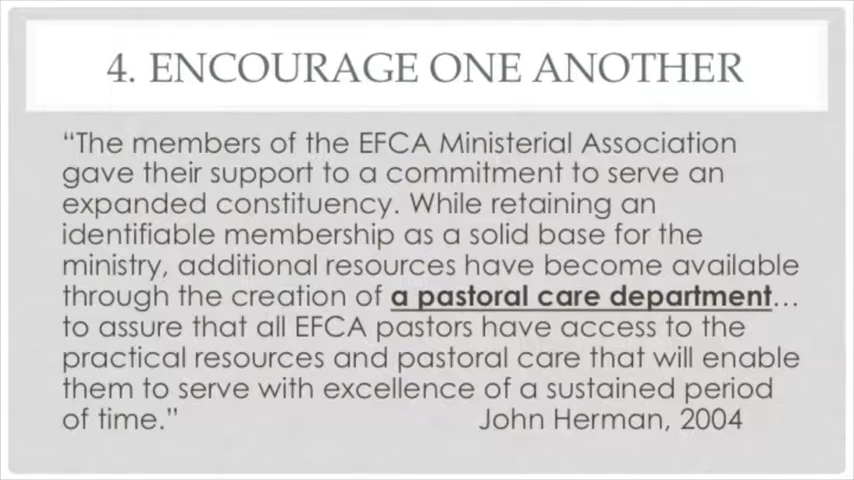 4. ENCOURAGE ONE ANOTHER
“The members of the EFCA Ministerial Association
gave their support to a commitment to serve an
expanded constituency. While retaining an
identifiable membership as a solid base for the
ministry, additional resources have become available
through the creation of a pastoral care department…
to assure that all EFCA pastors have access to the
practical resources and pastoral care that will enable
them to serve with excellence of a sustained period
of time.” John Herman, 2004